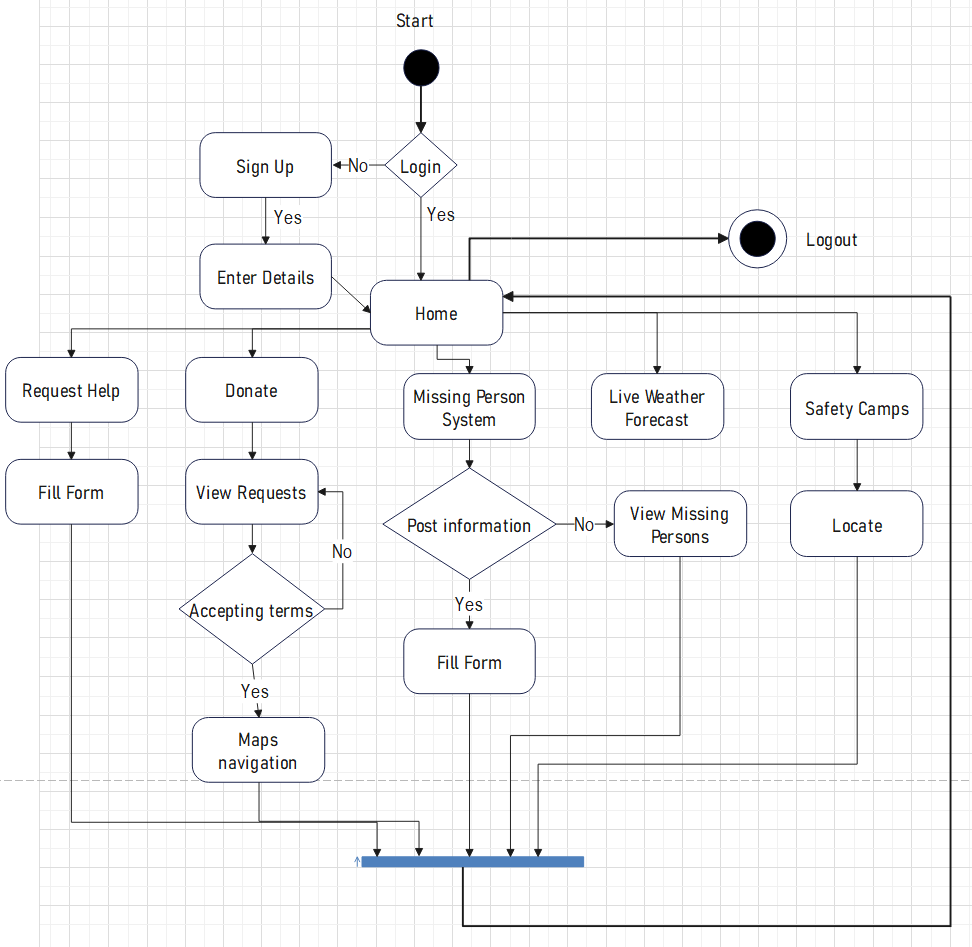 Start
Login
No
Sign Up
Yes
Yes
Logout
Enter Details
Home
Request Help
Donate
Missing Person
System
Live Weather
Forecast
Safety Camps
Fill Form
View Requests
Post information
No
View Missing
Persons
Locate
No
Accepting terms
Yes
Fill Form
Yes
Maps
navigation